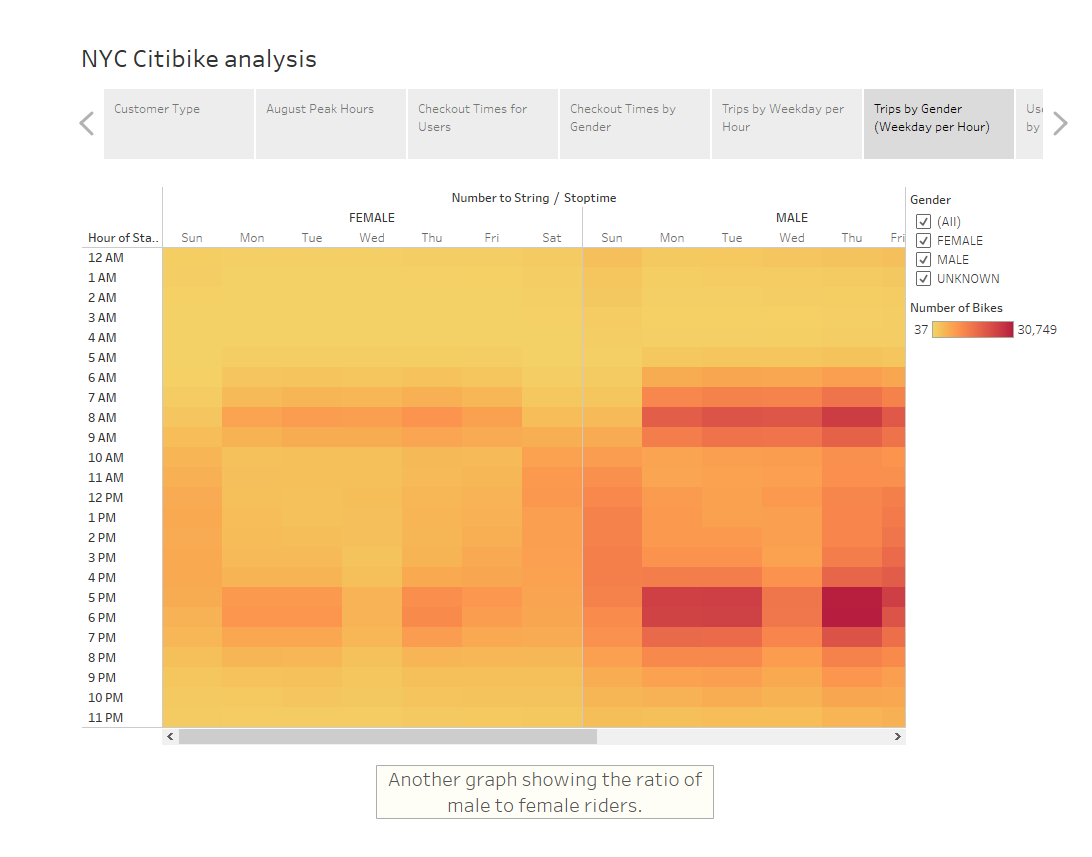 NYC Citibike analysis
Customer Type
August Peak Hours
Checkout Times for
Users
Checkout Times by
Gender
Trips by Weekday per
Hour
Trips by Gender
(Weekday per Hour)
by
Number to String / Stoptime
FEMALE
MALE
Hour of Sta..
Sun Mon Tue Wed Thu Fri Sat Sun Mon Tue Wed Thu Fri
12 AM
1 AM
2 AM
3 AM
4 AM
5 AM
6 AM
7 AM
8 AM
9 AM
10 AM
11 AM
12 PM
1 PM
2 PM
3 PM
4 PM
5 PM
6 PM
7 PM
8 PM
9 PM
10 PM
11 PM
Gender
(All)
FEMALE
MALE
UNKNOWN
Number of Bikes
37 30,749
Another graph showing the ratio of
male to female riders.